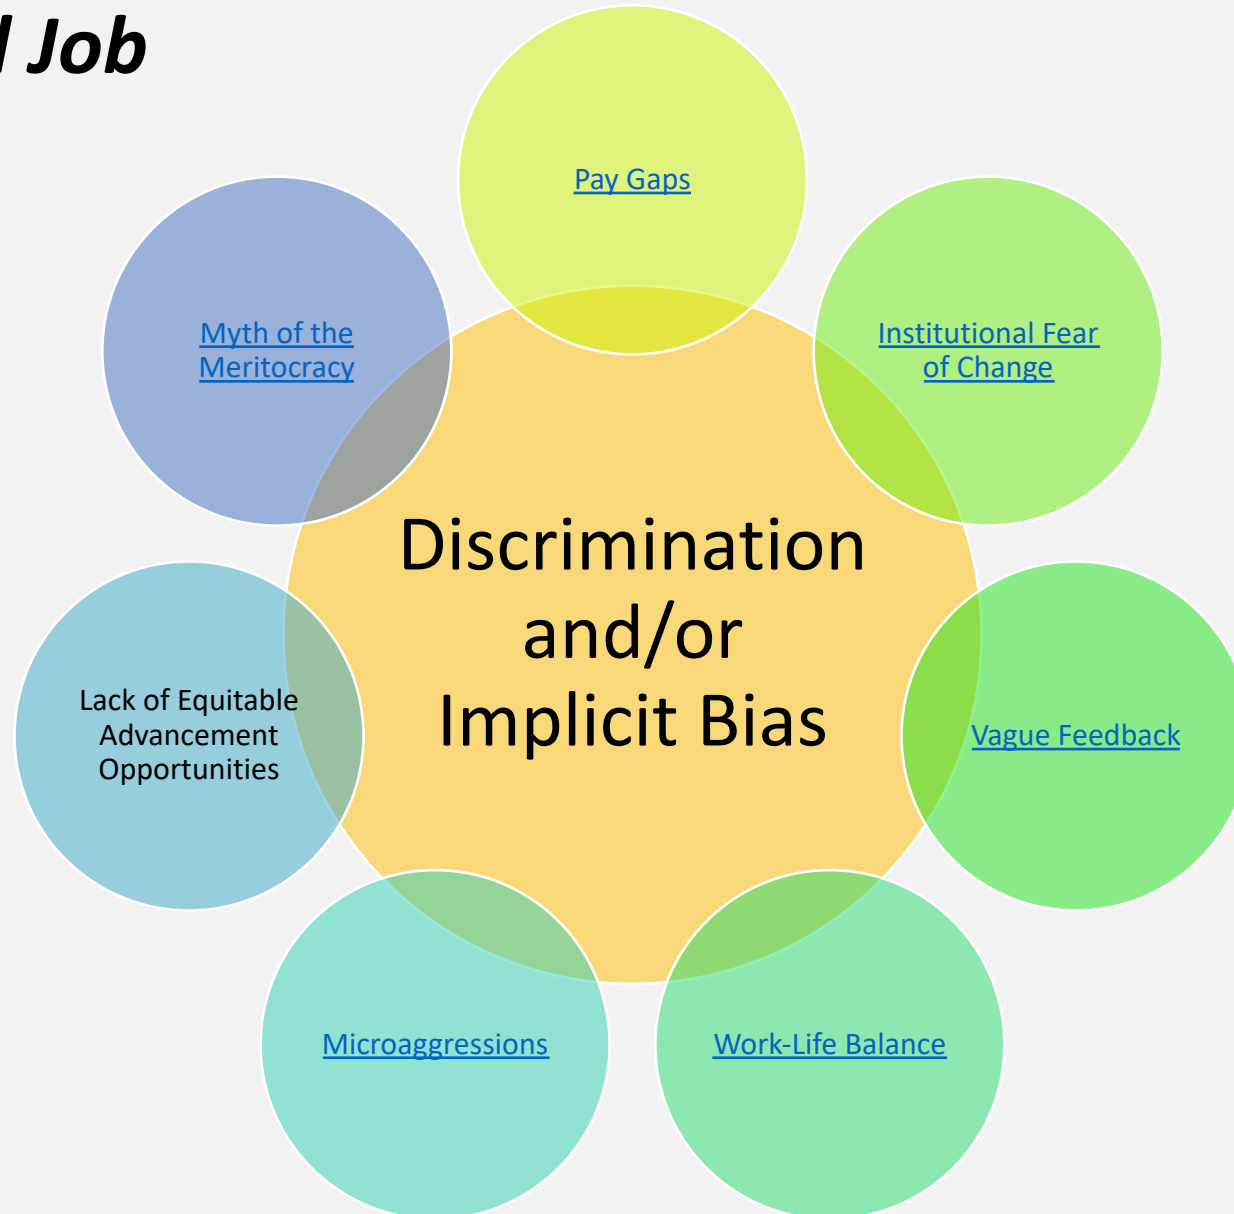 Job
Pay Gaps
Institutional Fear
of Change
Vague Feedback
Work-Life Balance
Microaggressions
Lack of Equitable
Advancement
Opportunities
Myth of the
Meritocracy
Discrimination
and/or
Implicit Bias